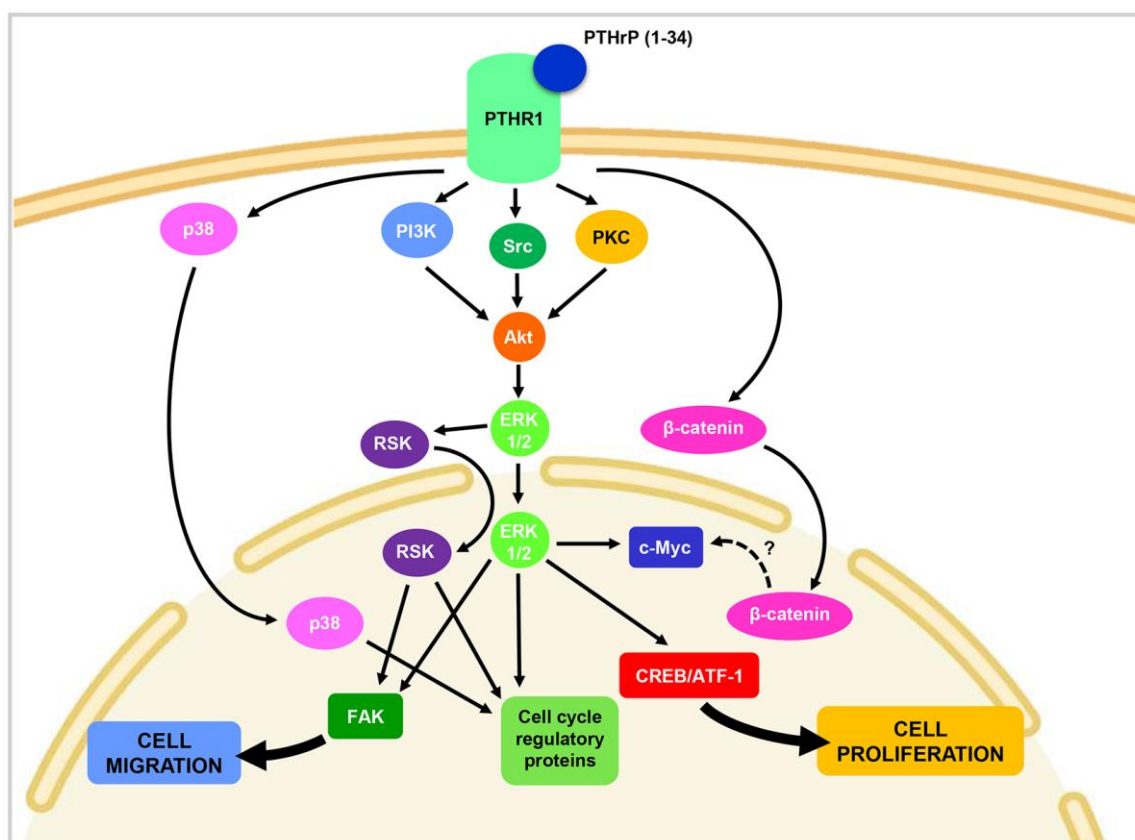 PTHrP (1-34)
PTHR1
p38
PI3K
Src
PKC
Akt
ERK
1/2
RSK
β-catenin
ERK
1/2
RSK
c-Myc
?
β-catenin
p38
CREB/ATF-1
FAK
Cell cycle
regulatory
proteins
CELL
MIGRATION
CELL
PROLIFERATION